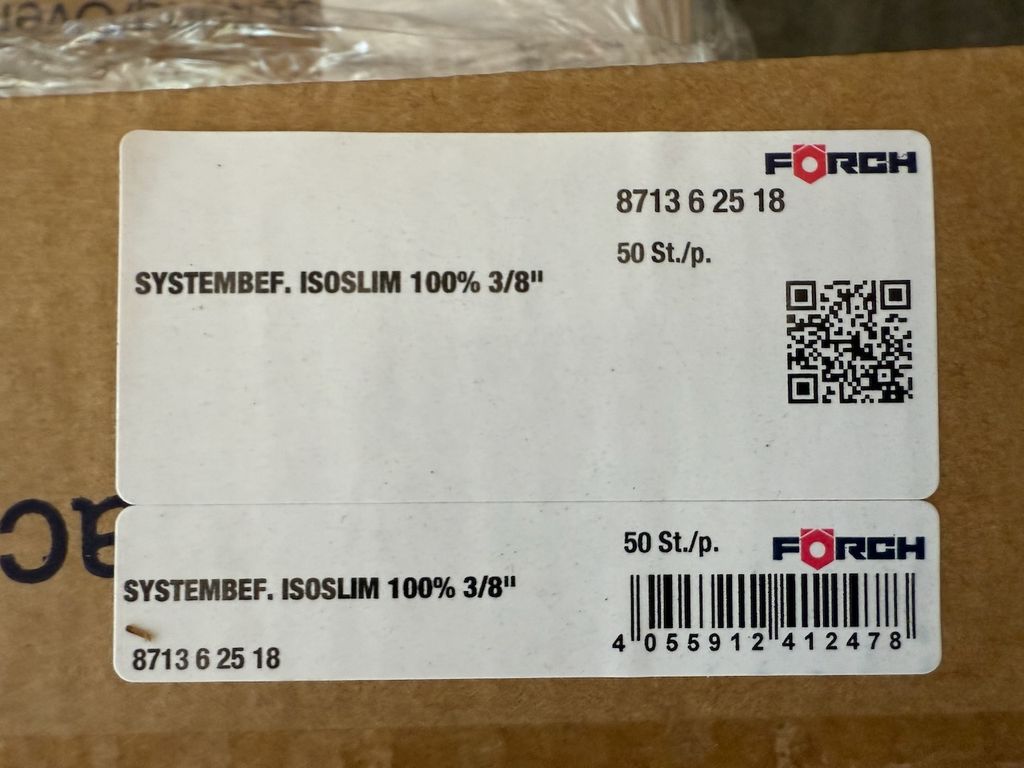 FÖRCH
8713 6 25 18
50 St./p.
SYSTEMBEF. ISOSLIM 100% 3/8"
50 St./p.
FÖRCH
SYSTEMBEF. ISOSLIM 100% 3/8"
8713 6 25 18
4 055912 412478